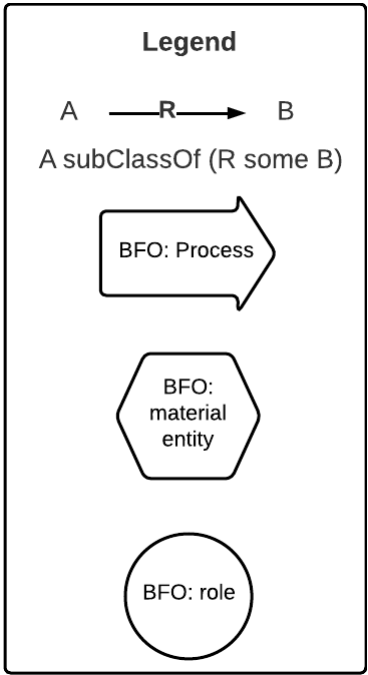 Legend
A R B
A subClassOf (R some B)
BFO: Process
BFO:
material
entity
BFO: role